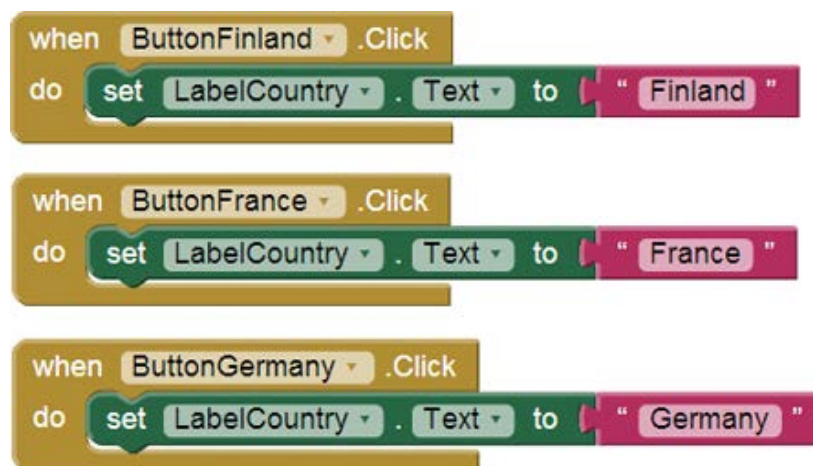 when ButtonFinland .Click
do set LabelCountry . Text to " Finland "
when ButtonFrance .Click
do set LabelCountry . Text to " France "
when ButtonGermany .Click
do set LabelCountry . Text to " Germany "